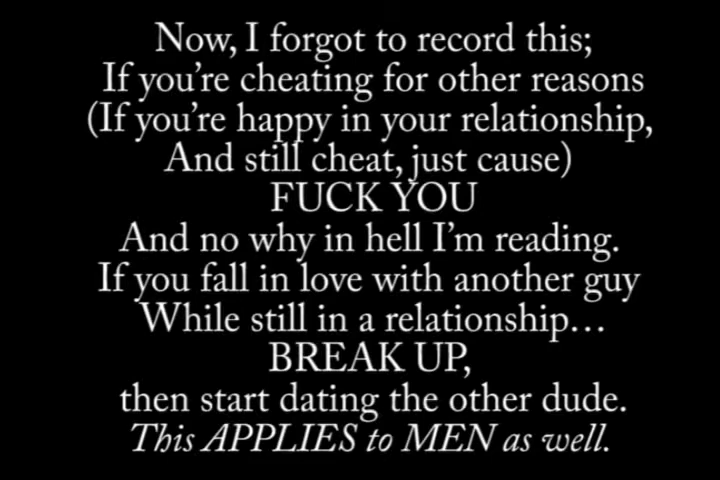 Now, I forgot to record this;
If you're cheating for other reasons
(If you're happy in your relationship,
And still cheat, just cause)
FUCK YOU
And no why in hell I'm reading.
If you fall in love with another guy
While still in a relationship...
BREAK UP,
then start dating the other dude.
This APPLIES to MEN as well.